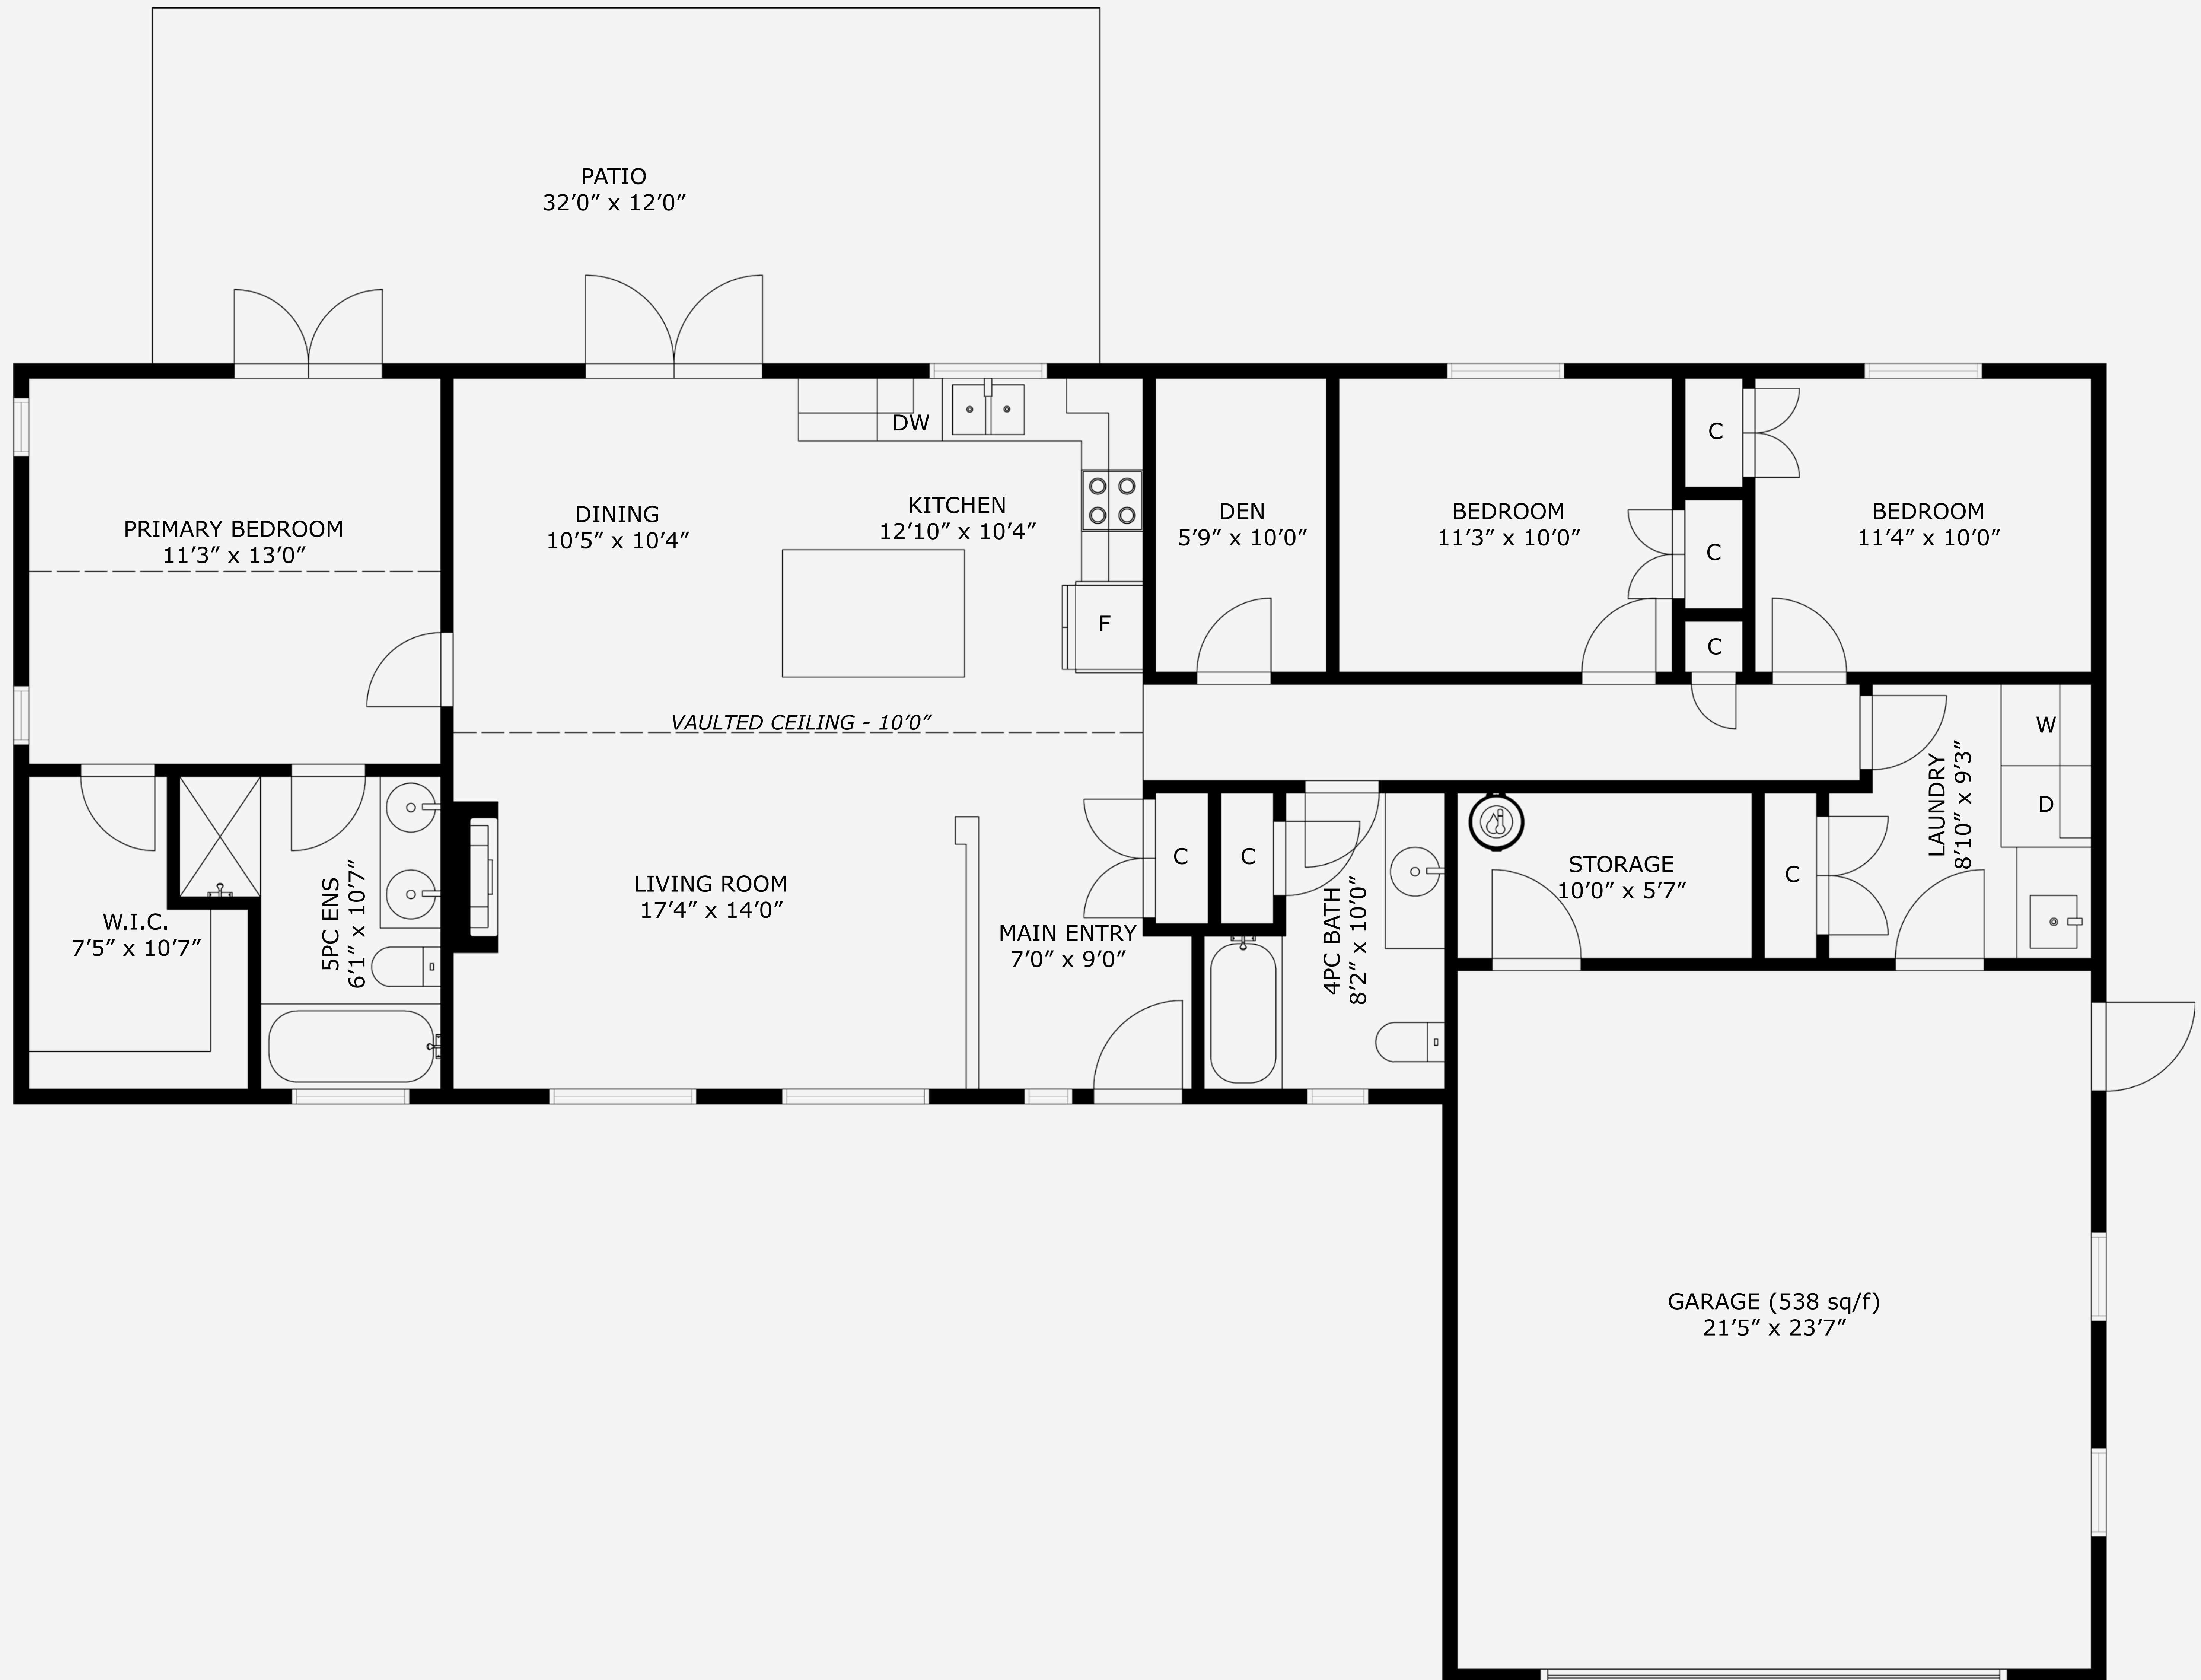 PATIO
32’0” x 12’0”
PRIMARY BEDROOM
11’3” x 13’0”
DINING
10’5” x 10’4”
DW
KITCHEN
12’10” x 10’4”
F
DEN
5’9” x 10’0”
BEDROOM
11’3” x 10’0”
C
C
C
BEDROOM
11’4” x 10’0”
VAULTED CEILING - 10’0”
W
D
LAUNDRY
8’10” x 9’3”
W.I.C.
7’5” x 10’7”
5PC ENS
6’1” x 10’7”
LIVING ROOM
17’4” x 14’0”
MAIN ENTRY
7’0” x 9’0”
C
C
4PC BATH
8’2” x 10’0”
STORAGE
10’0” x 5’7”
C
GARAGE (538 sq/f)
21’5” x 23’7”